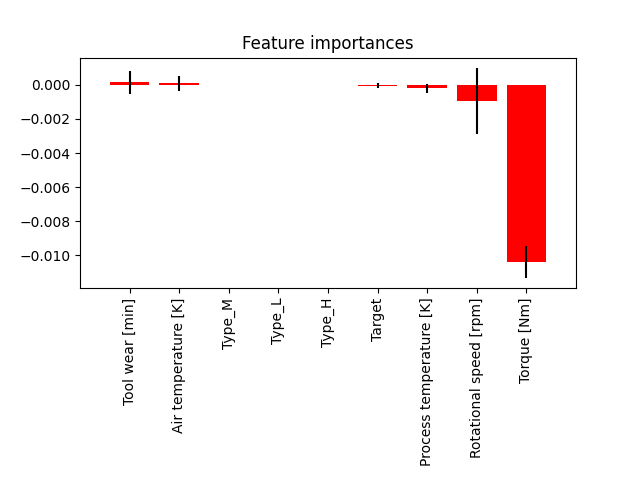 Feature importances
0.000
−0.002
−0.004
−0.006
−0.008
−0.010
Tool wear [min]
Air temperature [K]
Type_M
Type_L
Type_H
Target
Process temperature [K]
Rotational speed [rpm]
Torque [Nm]